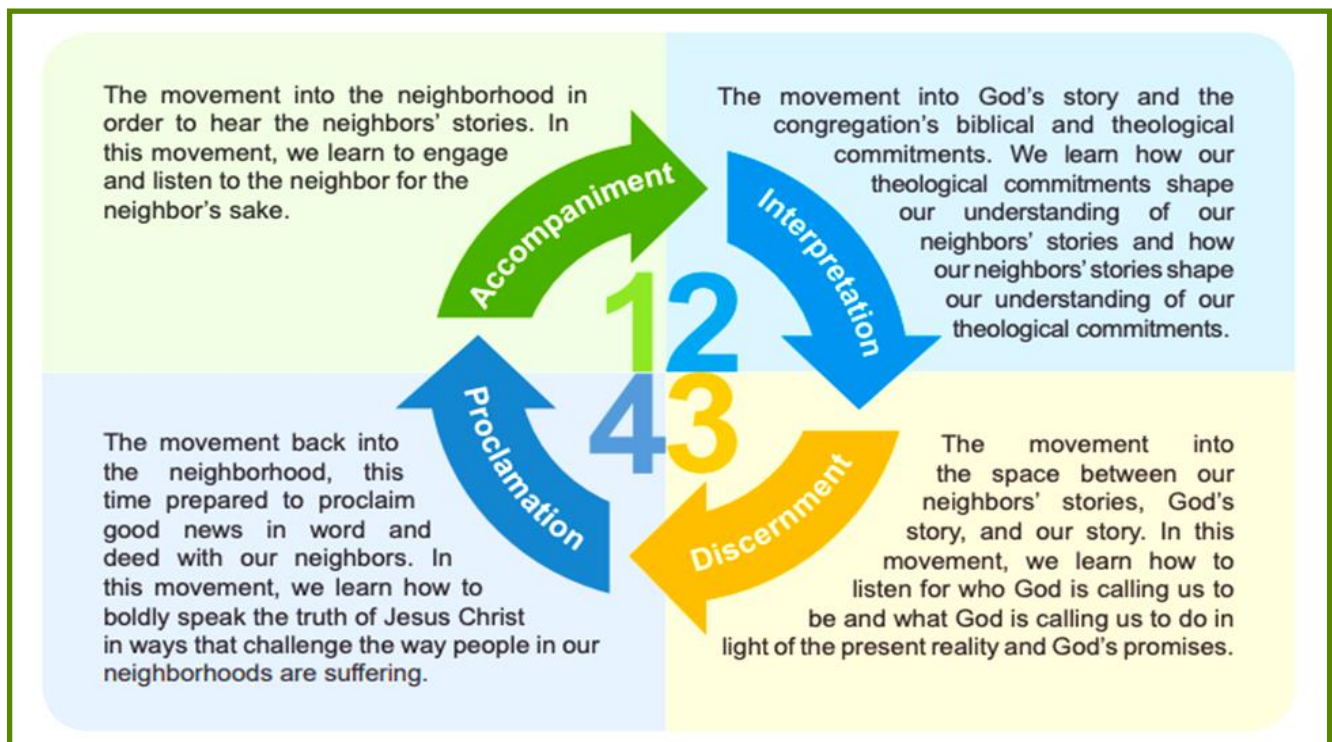 The movement into the neighborhood in
order to hear the neighbors’ stories. In
this movement, we learn to engage
and listen to the neighbor for the
neighbor’s sake.
Accompaniment
1
The movement into God’s story and the
congregation’s biblical and theological
commitments. We learn how our
theological commitments shape
our understanding of our
neighbors’ stories and how
our neighbors’ stories shape
our understanding of our
theological commitments.
Interpretation
2
The movement into
the space between our
neighbors’ stories, God’s
story, and our story. In this
movement, we learn how to
listen for who God is calling us to
be and what God is calling us to do in
light of the present reality and God’s promises.
Discernment
3
The movement back into
the neighborhood, this
time prepared to proclaim
good news in word and
deed with our neighbors. In
this movement, we learn how to
boldly speak the truth of Jesus Christ
in ways that challenge the way people in our
neighborhoods are suffering.
Proclamation
4